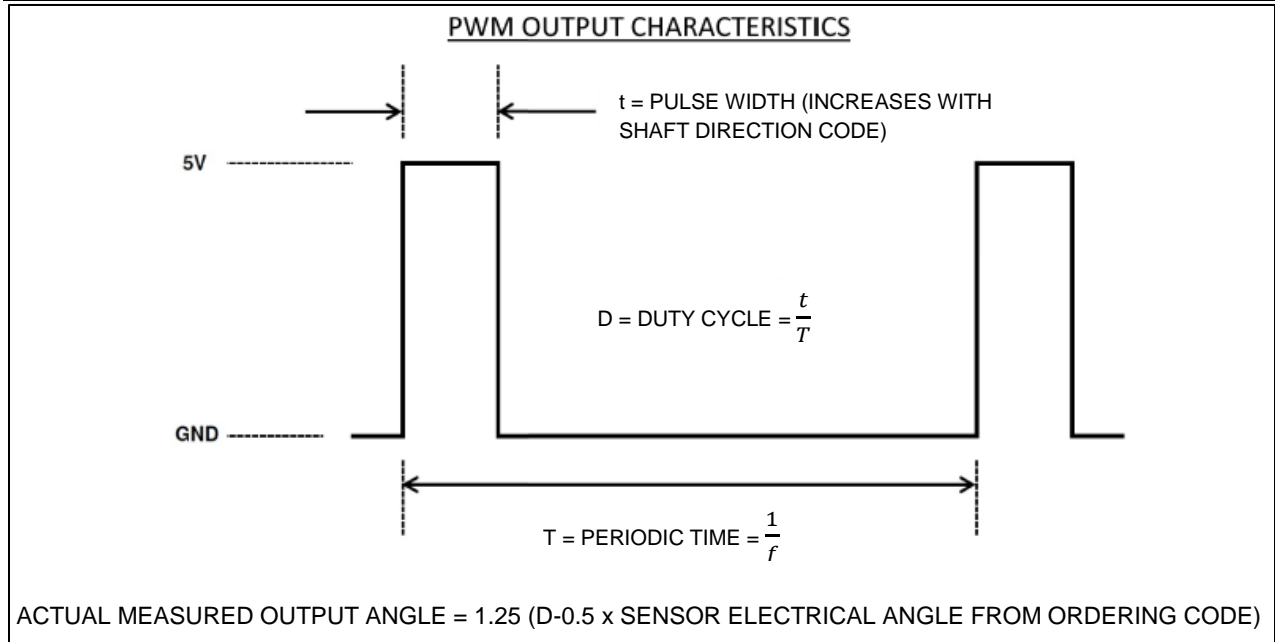 PWM OUTPUT CHARACTERISTICS
t = PULSE WIDTH (INCREASES WITH
SHAFT DIRECTION CODE)
5V
D = DUTY CYCLE = t/T
GND
T = PERIODIC TIME = 1/f
ACTUAL MEASURED OUTPUT ANGLE = 1.25 (D-0.5 x SENSOR ELECTRICAL ANGLE FROM ORDERING CODE)